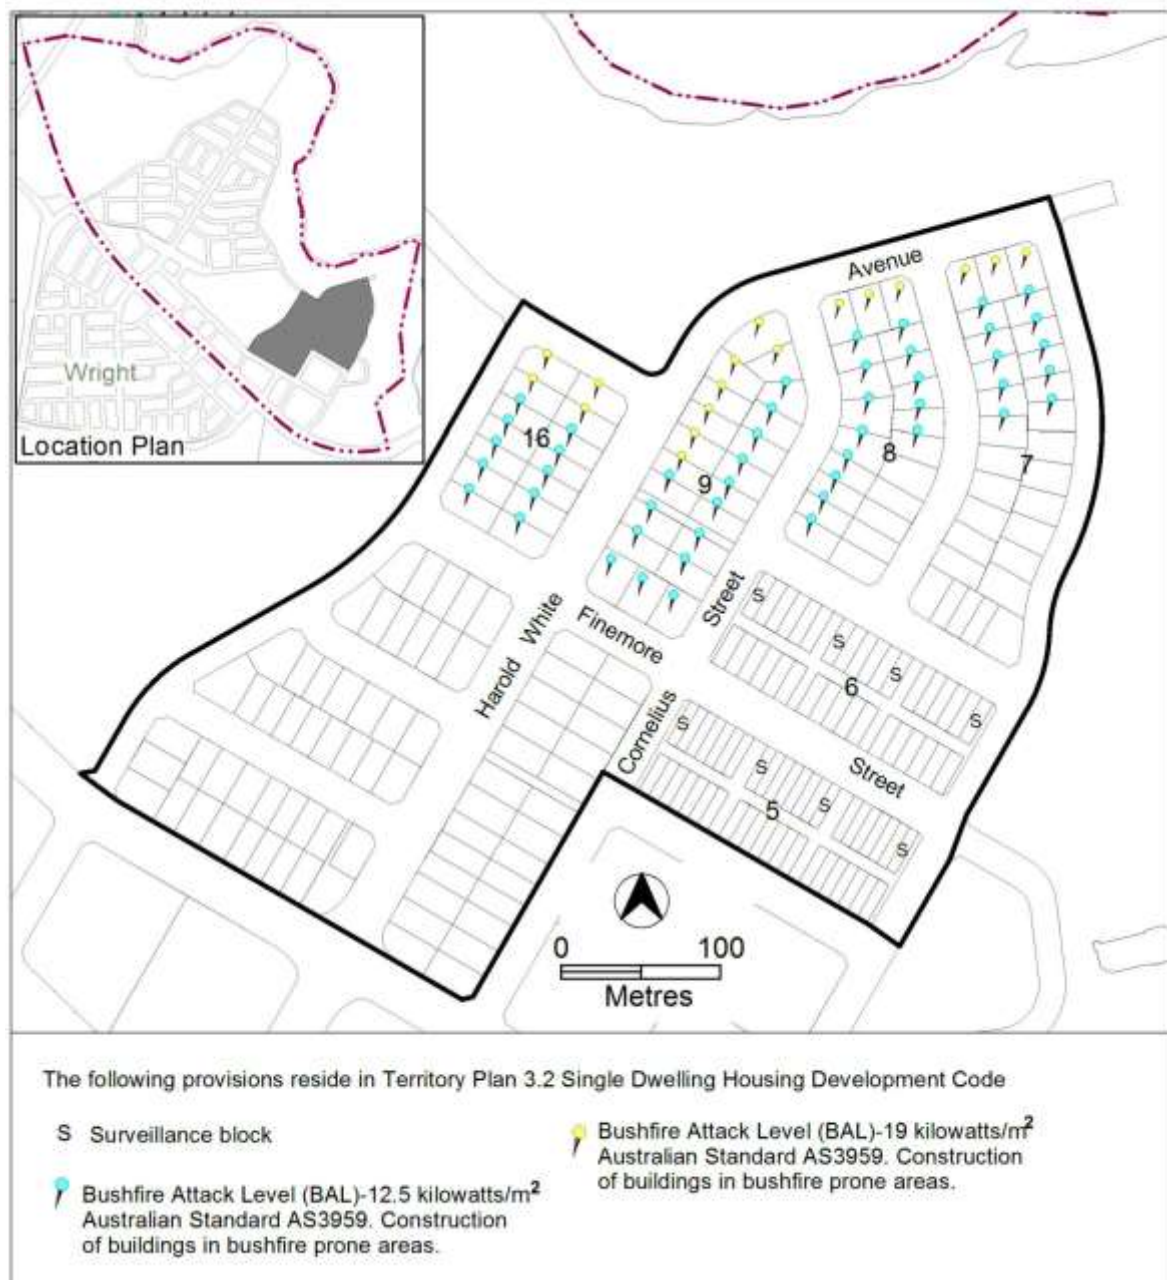 Wright
Location Plan
Avenue
16
9
8
7
Harold White
Finemore
Street
Cornelius
Street
S
S
S
S
6
S
S
S
S
5
0 100
Metres
The following provisions reside in Territory Plan 3.2 Single Dwelling Housing Development Code
S Surveillance block
Bushfire Attack Level (BAL)-12.5 kilowatts/m²
Australian Standard AS3959. Construction
of buildings in bushfire prone areas.
Bushfire Attack Level (BAL)-19 kilowatts/m²
Australian Standard AS3959. Construction
of buildings in bushfire prone areas.